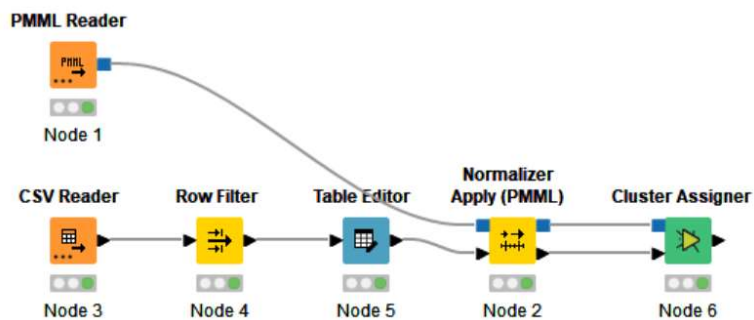 PMML Reader
PMML
Node 1
CSV Reader
Row Filter
Table Editor
Normalizer
Apply (PMML)
Cluster Assigner
Node 3
Node 4
Node 5
Node 2
Node 6